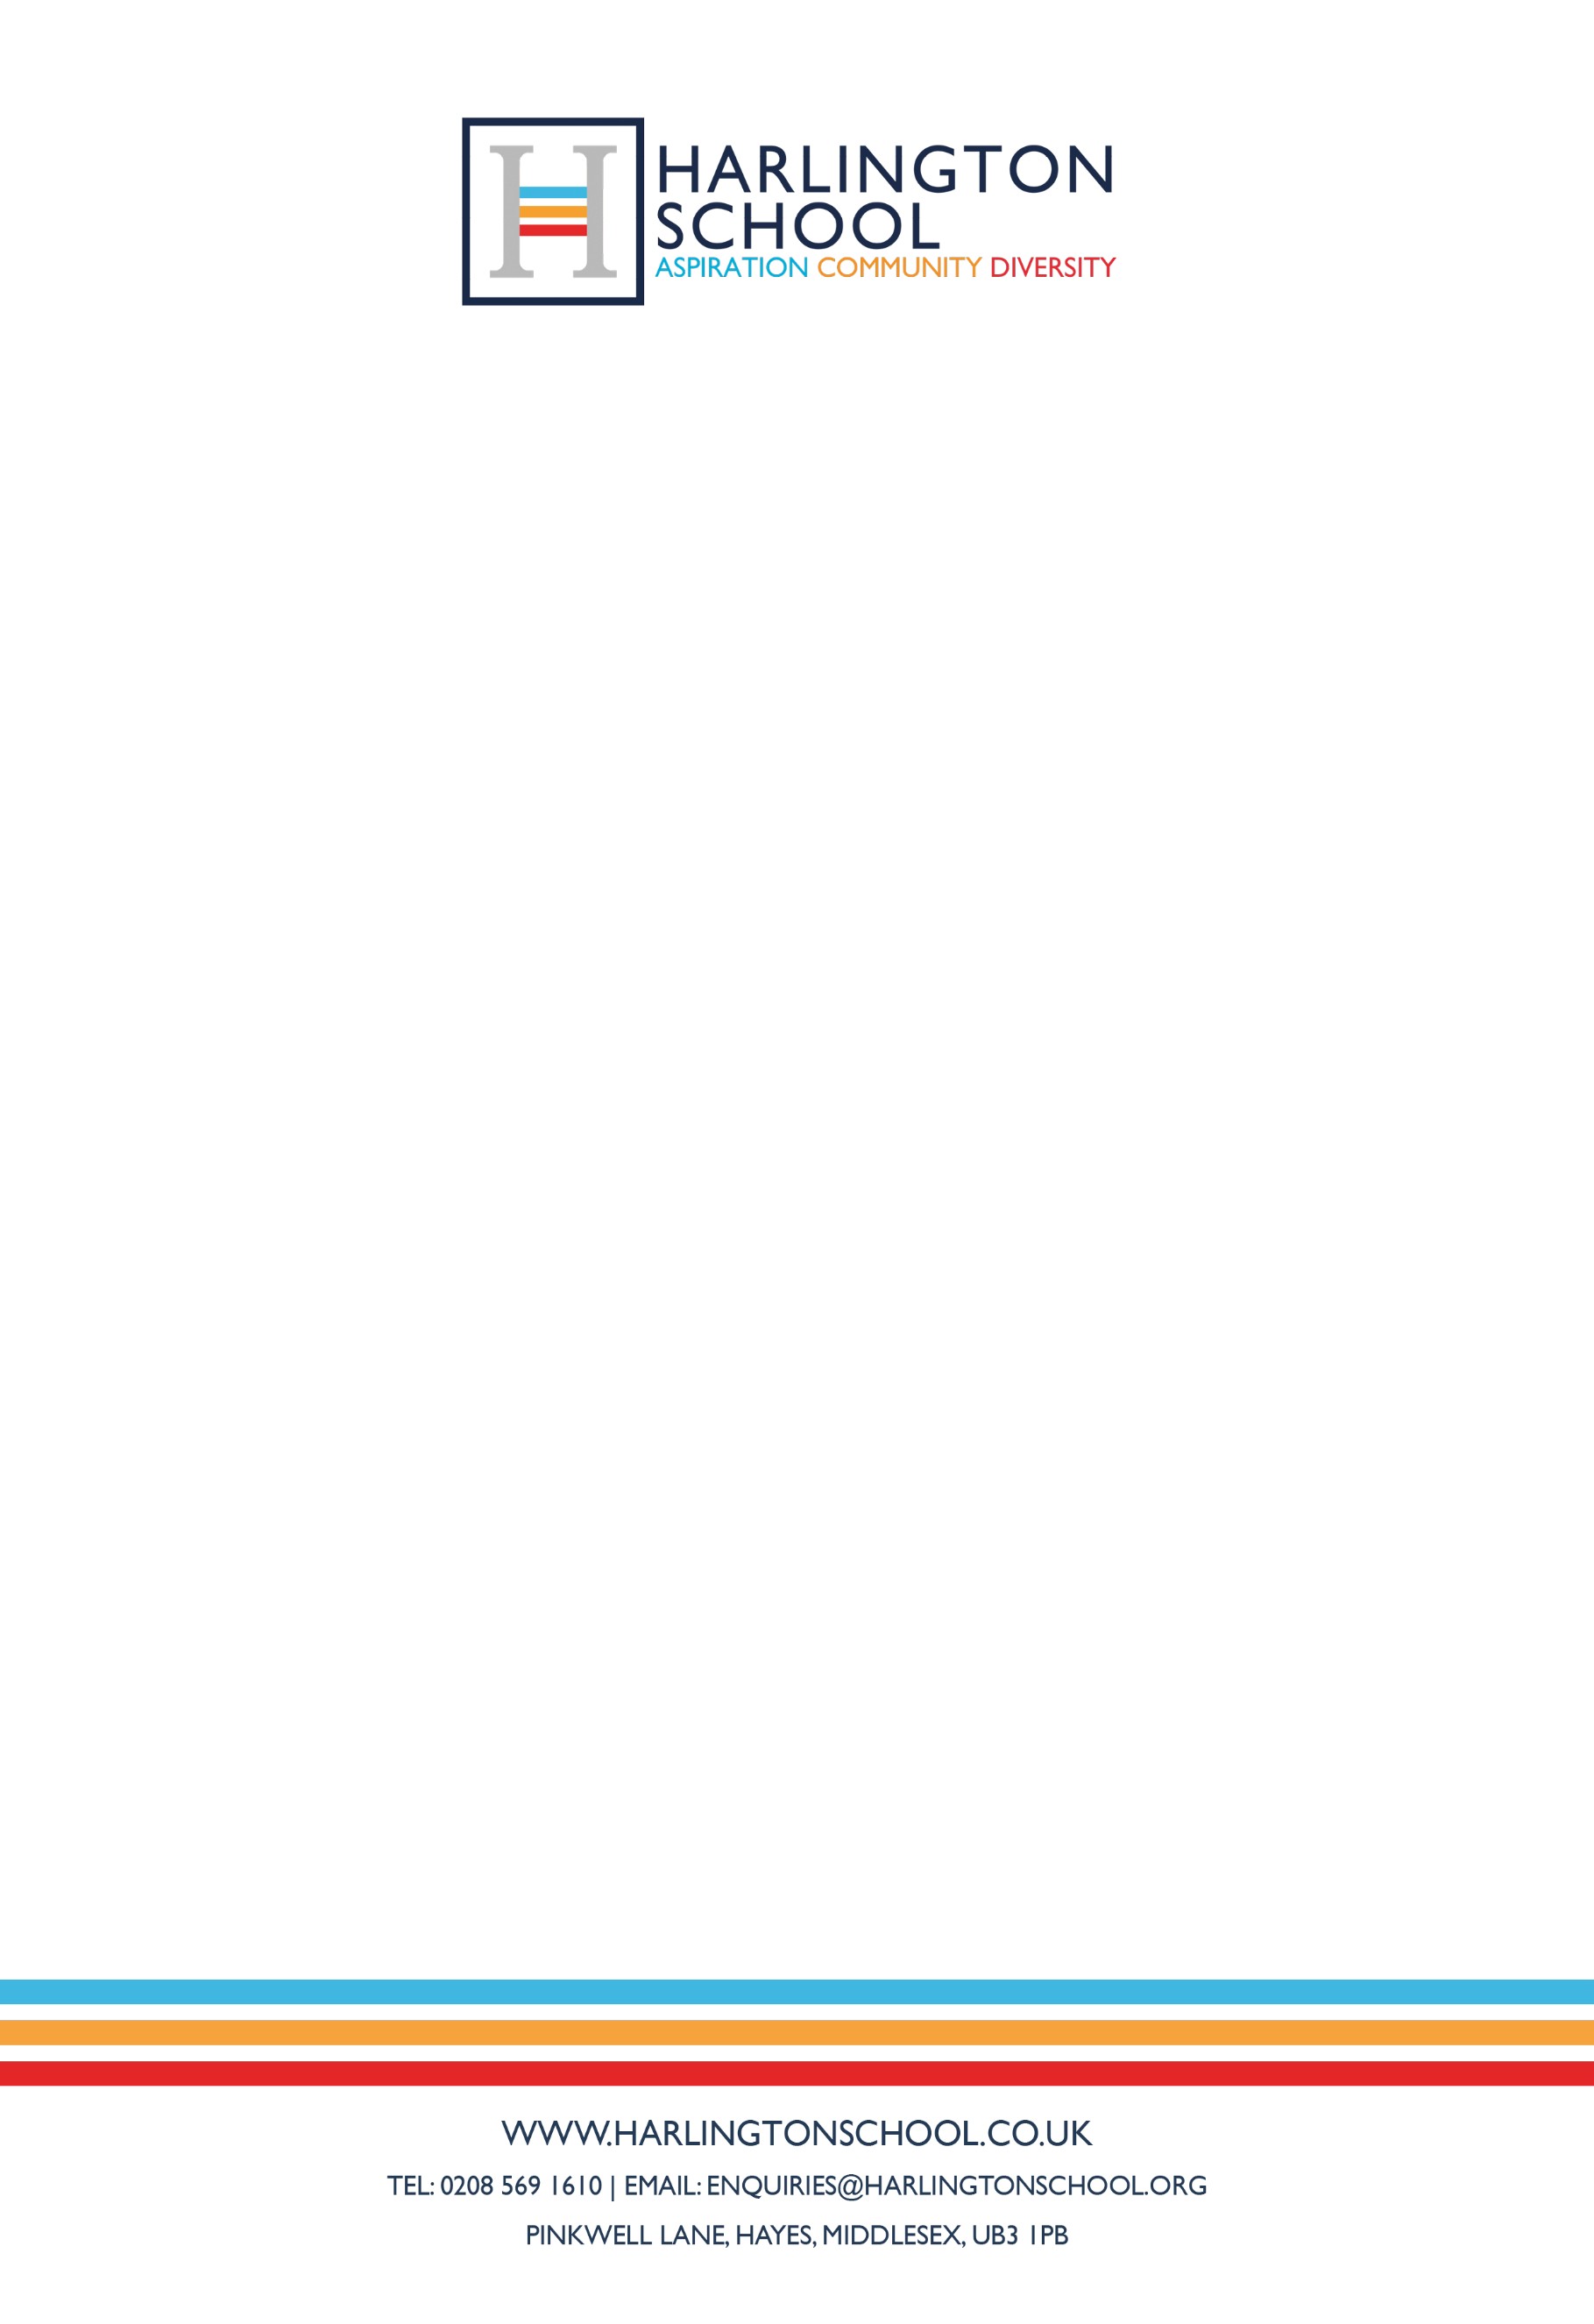 H HARLINGTON
SCHOOL
ASPIRATION COMMUNITY DIVERSITY
WWW.HARLINGTONSCHOOL.CO.UK
TEL: 0208 569 1610 | EMAIL: ENQUIRIES@HARLINGTONSCHOOL.ORG
PINKWELL LANE, HAYES, MIDDLESEX, UB3 1PB